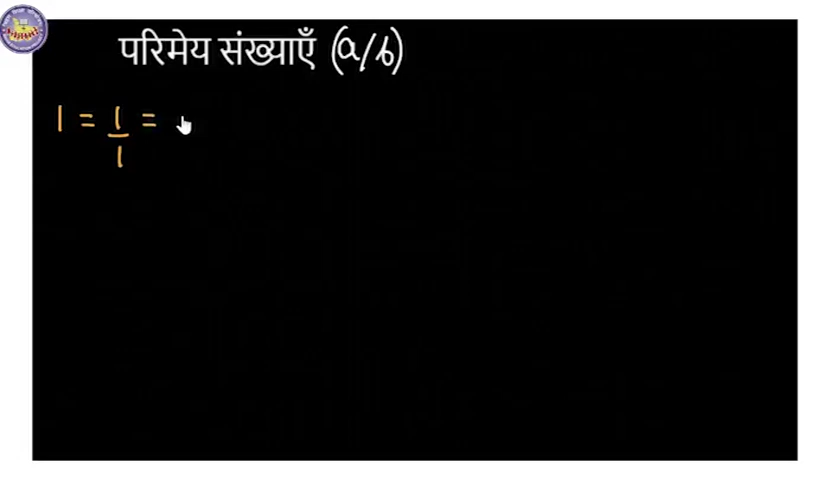 परिमेय संख्याएँ (a/b)
1 = 1/1 =